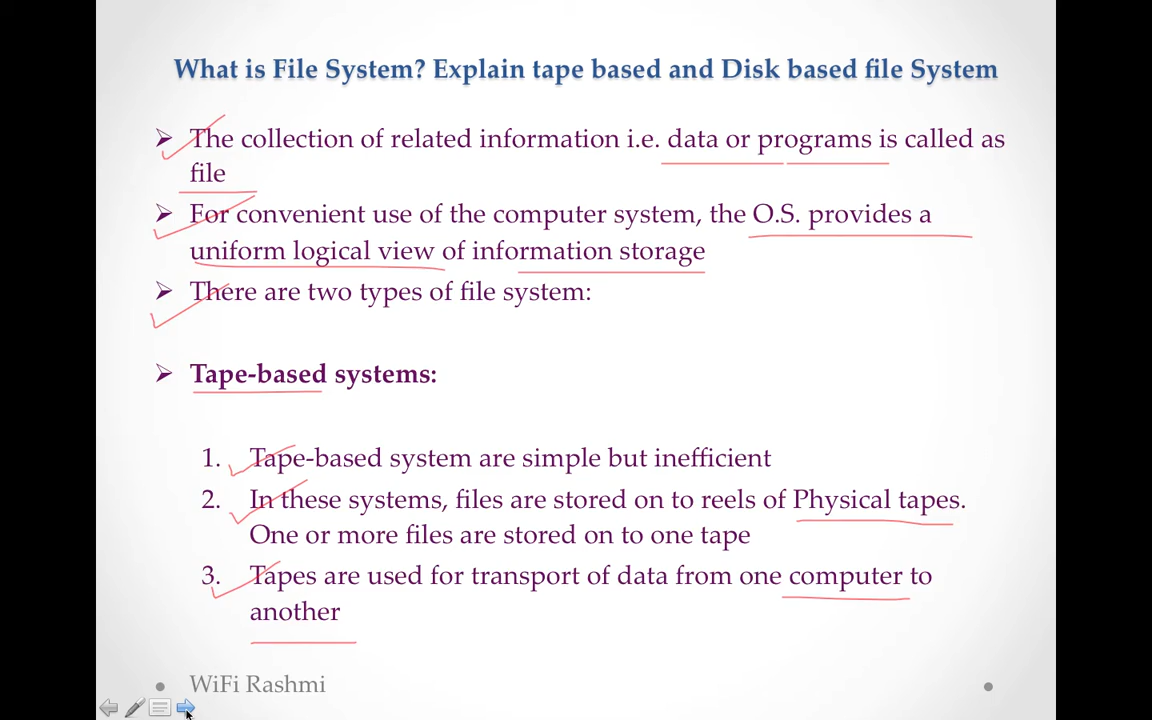 What is File System? Explain tape based and Disk based file System
The collection of related information i.e. data or programs is called as
file
For convenient use of the computer system, the O.S. provides a
uniform logical view of information storage
There are two types of file system:
Tape-based systems:
1. Tape-based system are simple but inefficient
2. In these systems, files are stored on to reels of Physical tapes.
One or more files are stored on to one tape
3. Tapes are used for transport of data from one computer to
another
WiFi Rashmi